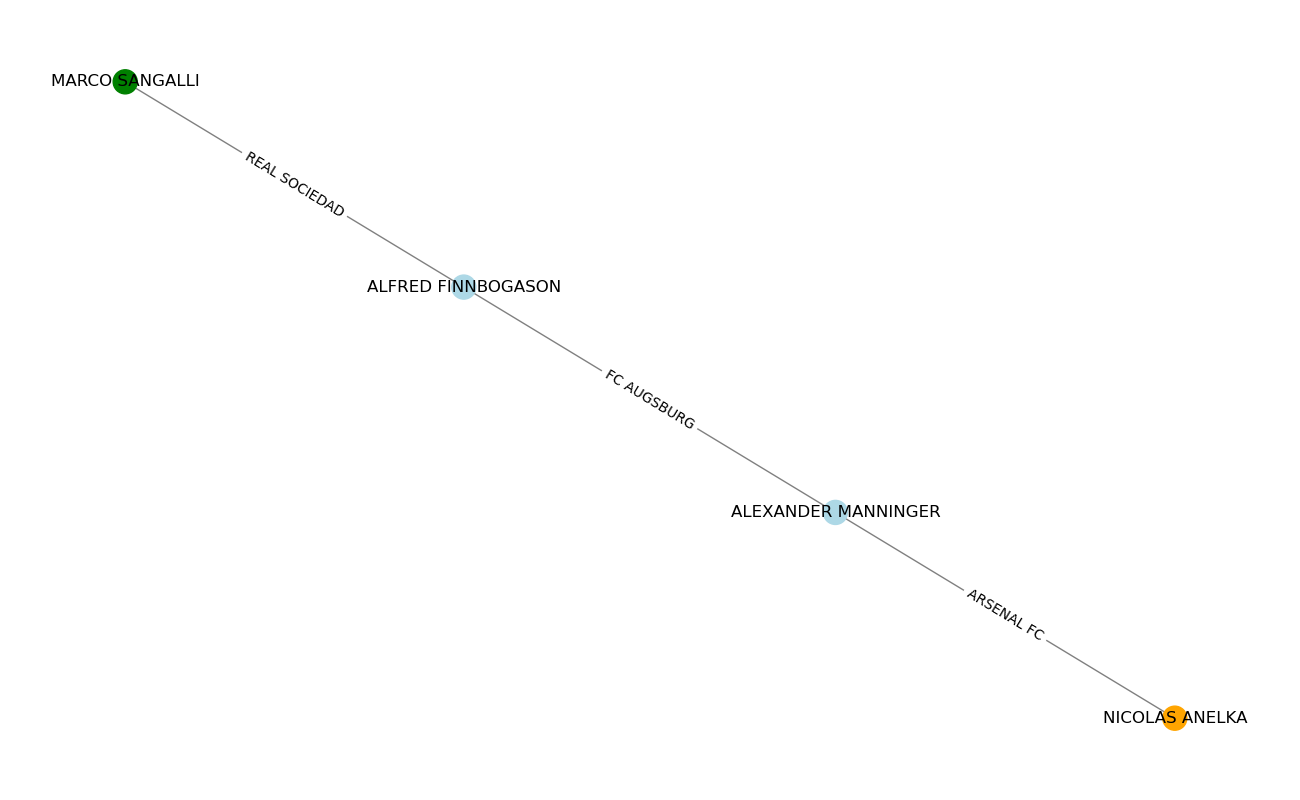 MARCO SANGALLI
REAL SOCIEDAD
ALFRED FINNBOGASON
FC AUGSBURG
ALEXANDER MANNINGER
ARSENAL FC
NICOLAS ANELKA